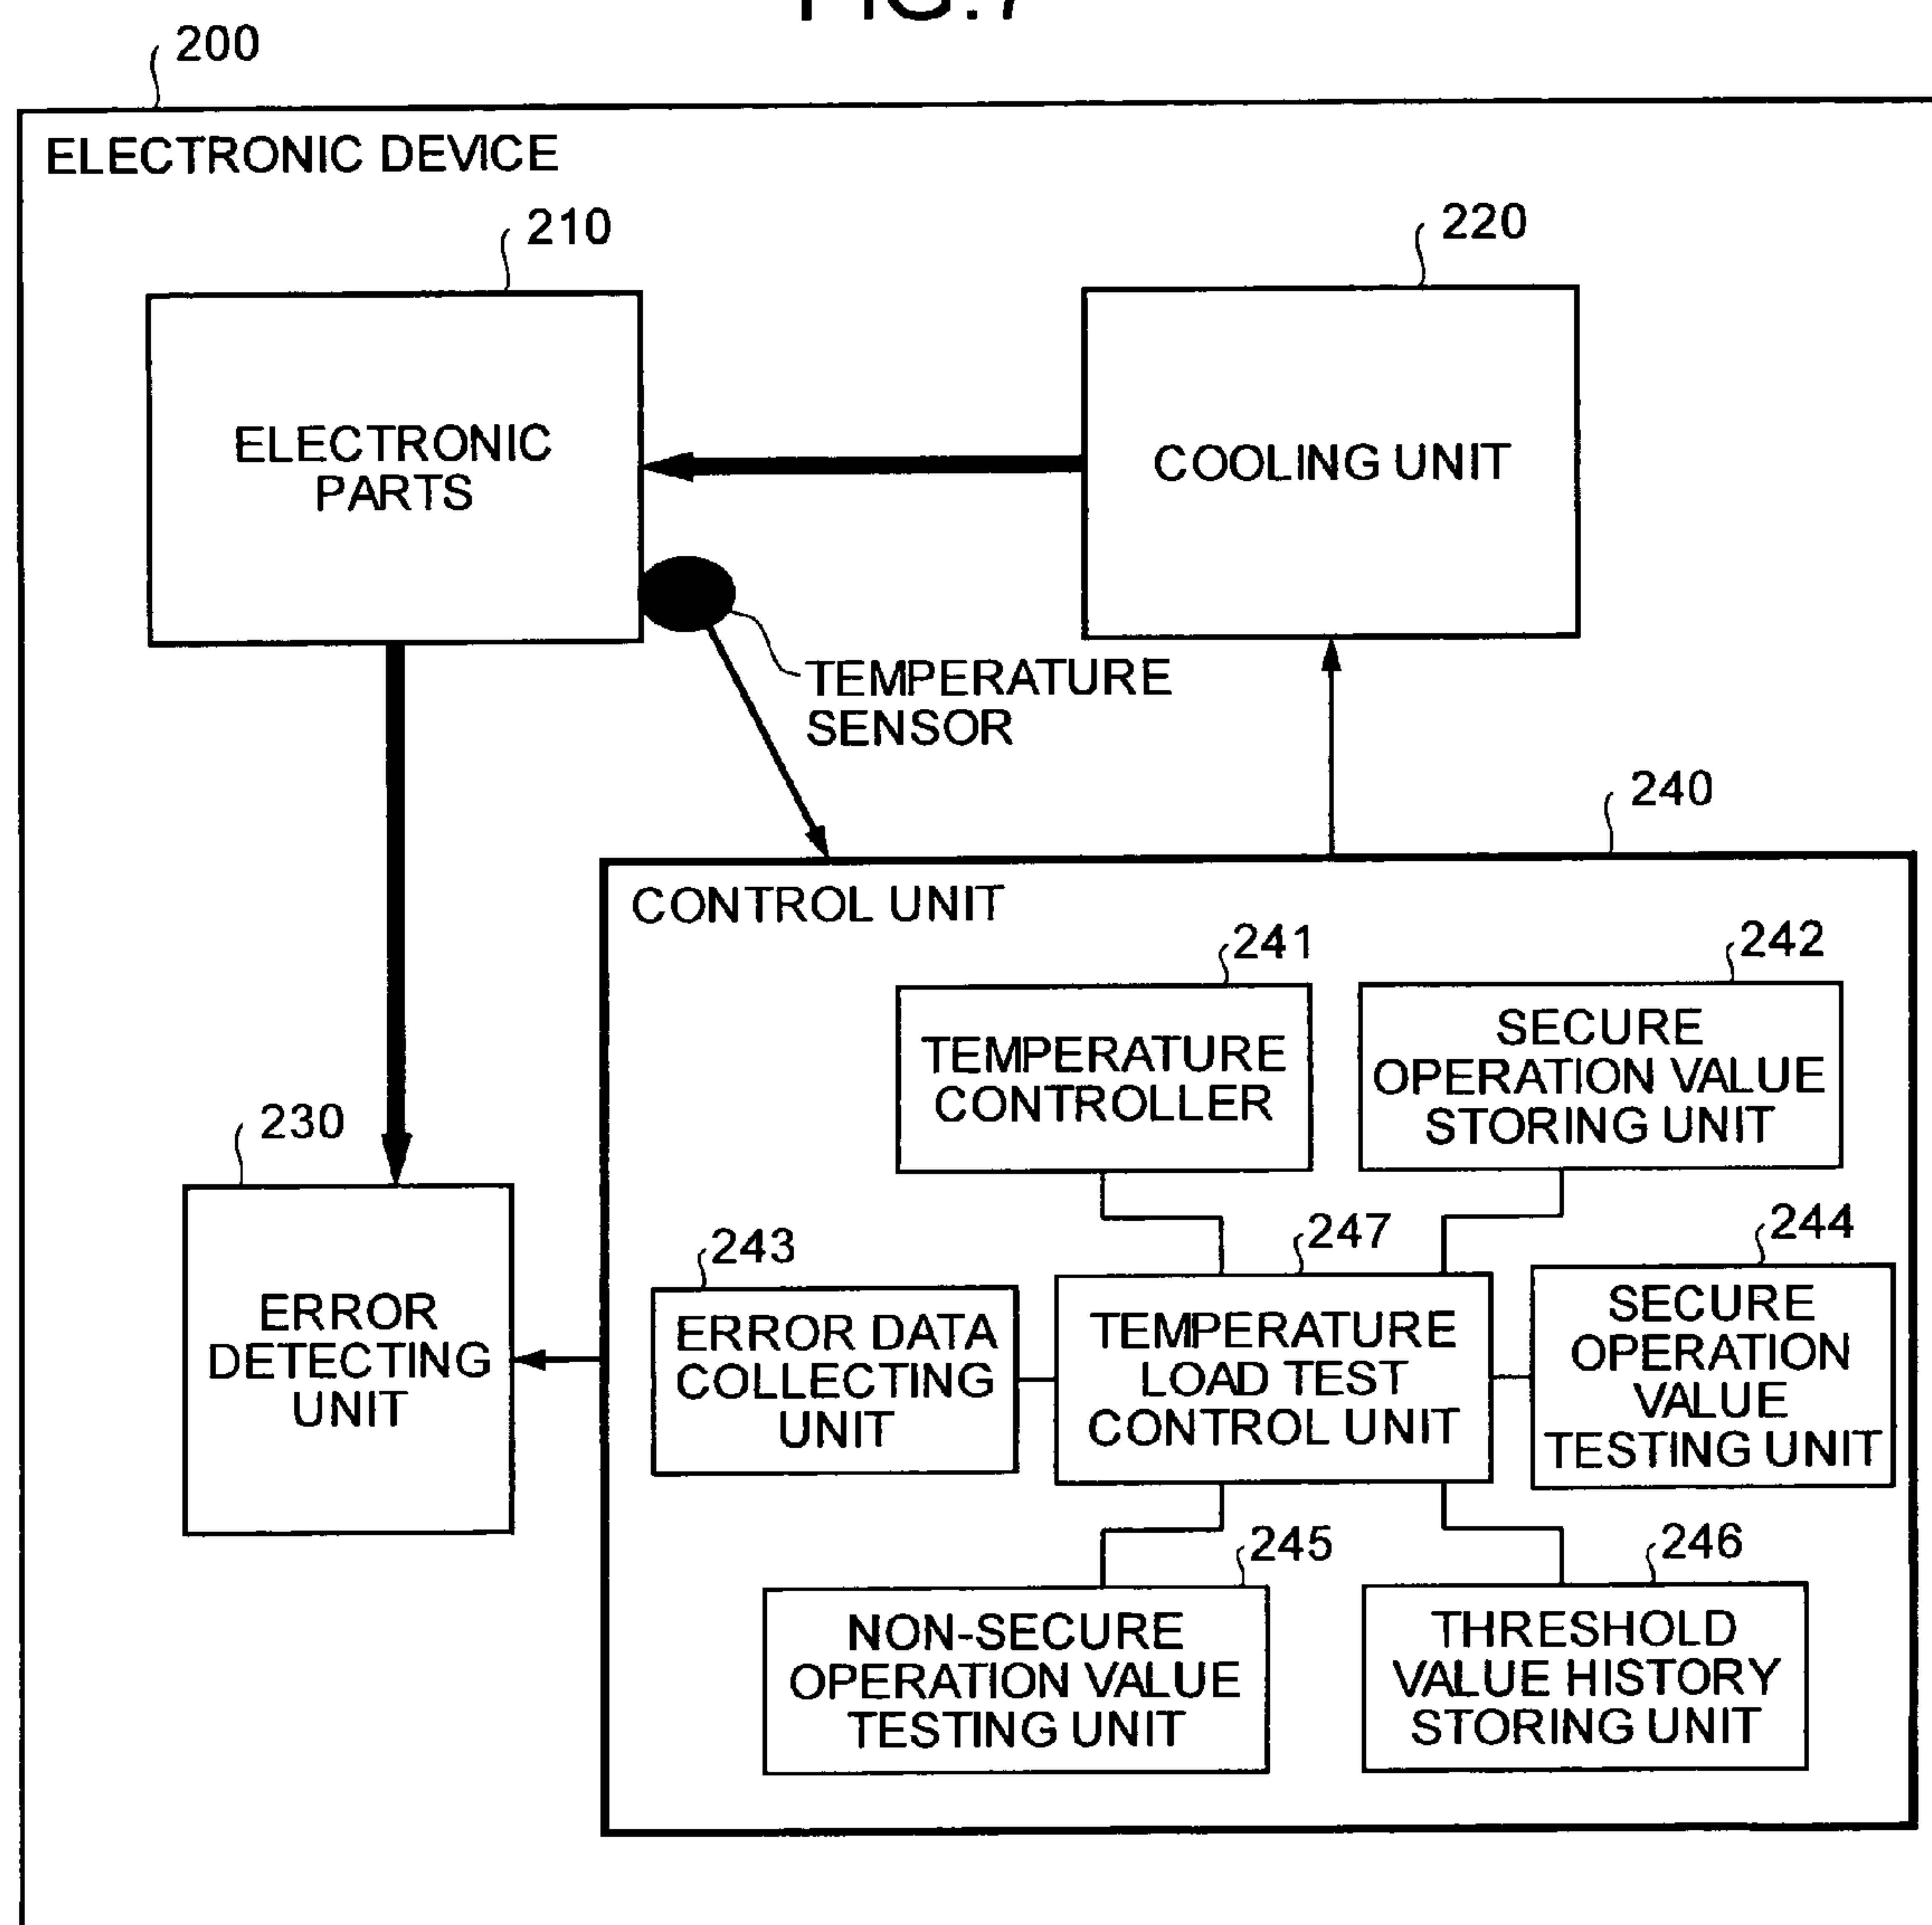 FIG.7
200
ELECTRONIC DEVICE
210
220
ELECTRONIC
PARTS
COOLING UNIT
TEMPERATURE
SENSOR
240
CONTROL UNIT
241
242
TEMPERATURE
CONTROLLER
SECURE
OPERATION VALUE
STORING UNIT
230
ERROR
DETECTING
UNIT
243
247
244
ERROR DATA
COLLECTING
UNIT
TEMPERATURE
LOAD TEST
CONTROL UNIT
SECURE
OPERATION
VALUE
TESTING UNIT
245
246
NON-SECURE
OPERATION VALUE
TESTING UNIT
THRESHOLD
VALUE HISTORY
STORING UNIT